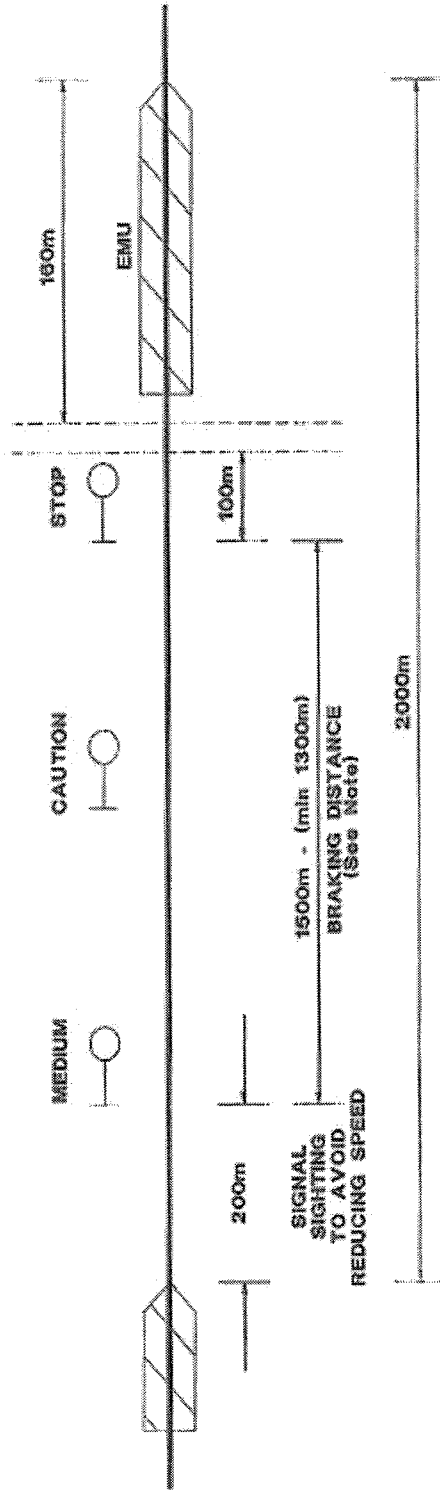 160m
EMU
STOP
CAUTION
MEDIUM
100m
200m
1500m - (min 1300m)
BRAKING DISTANCE
(See Note)
SIGNAL
SIGHTING
TO AVOID
REDUCING SPEED
2000m